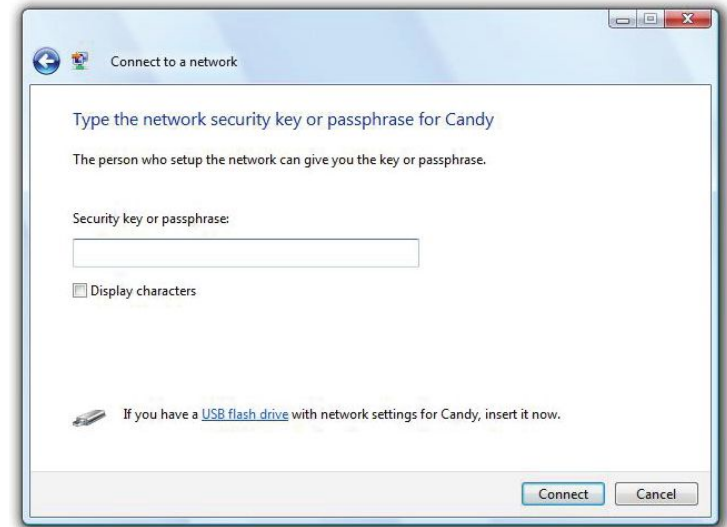 Connect to a network
Type the network security key or passphrase for Candy
The person who setup the network can give you the key or passphrase.
Security key or passphrase:
Display characters
If you have a USB flash drive with network settings for Candy, insert it now.
Connect Cancel